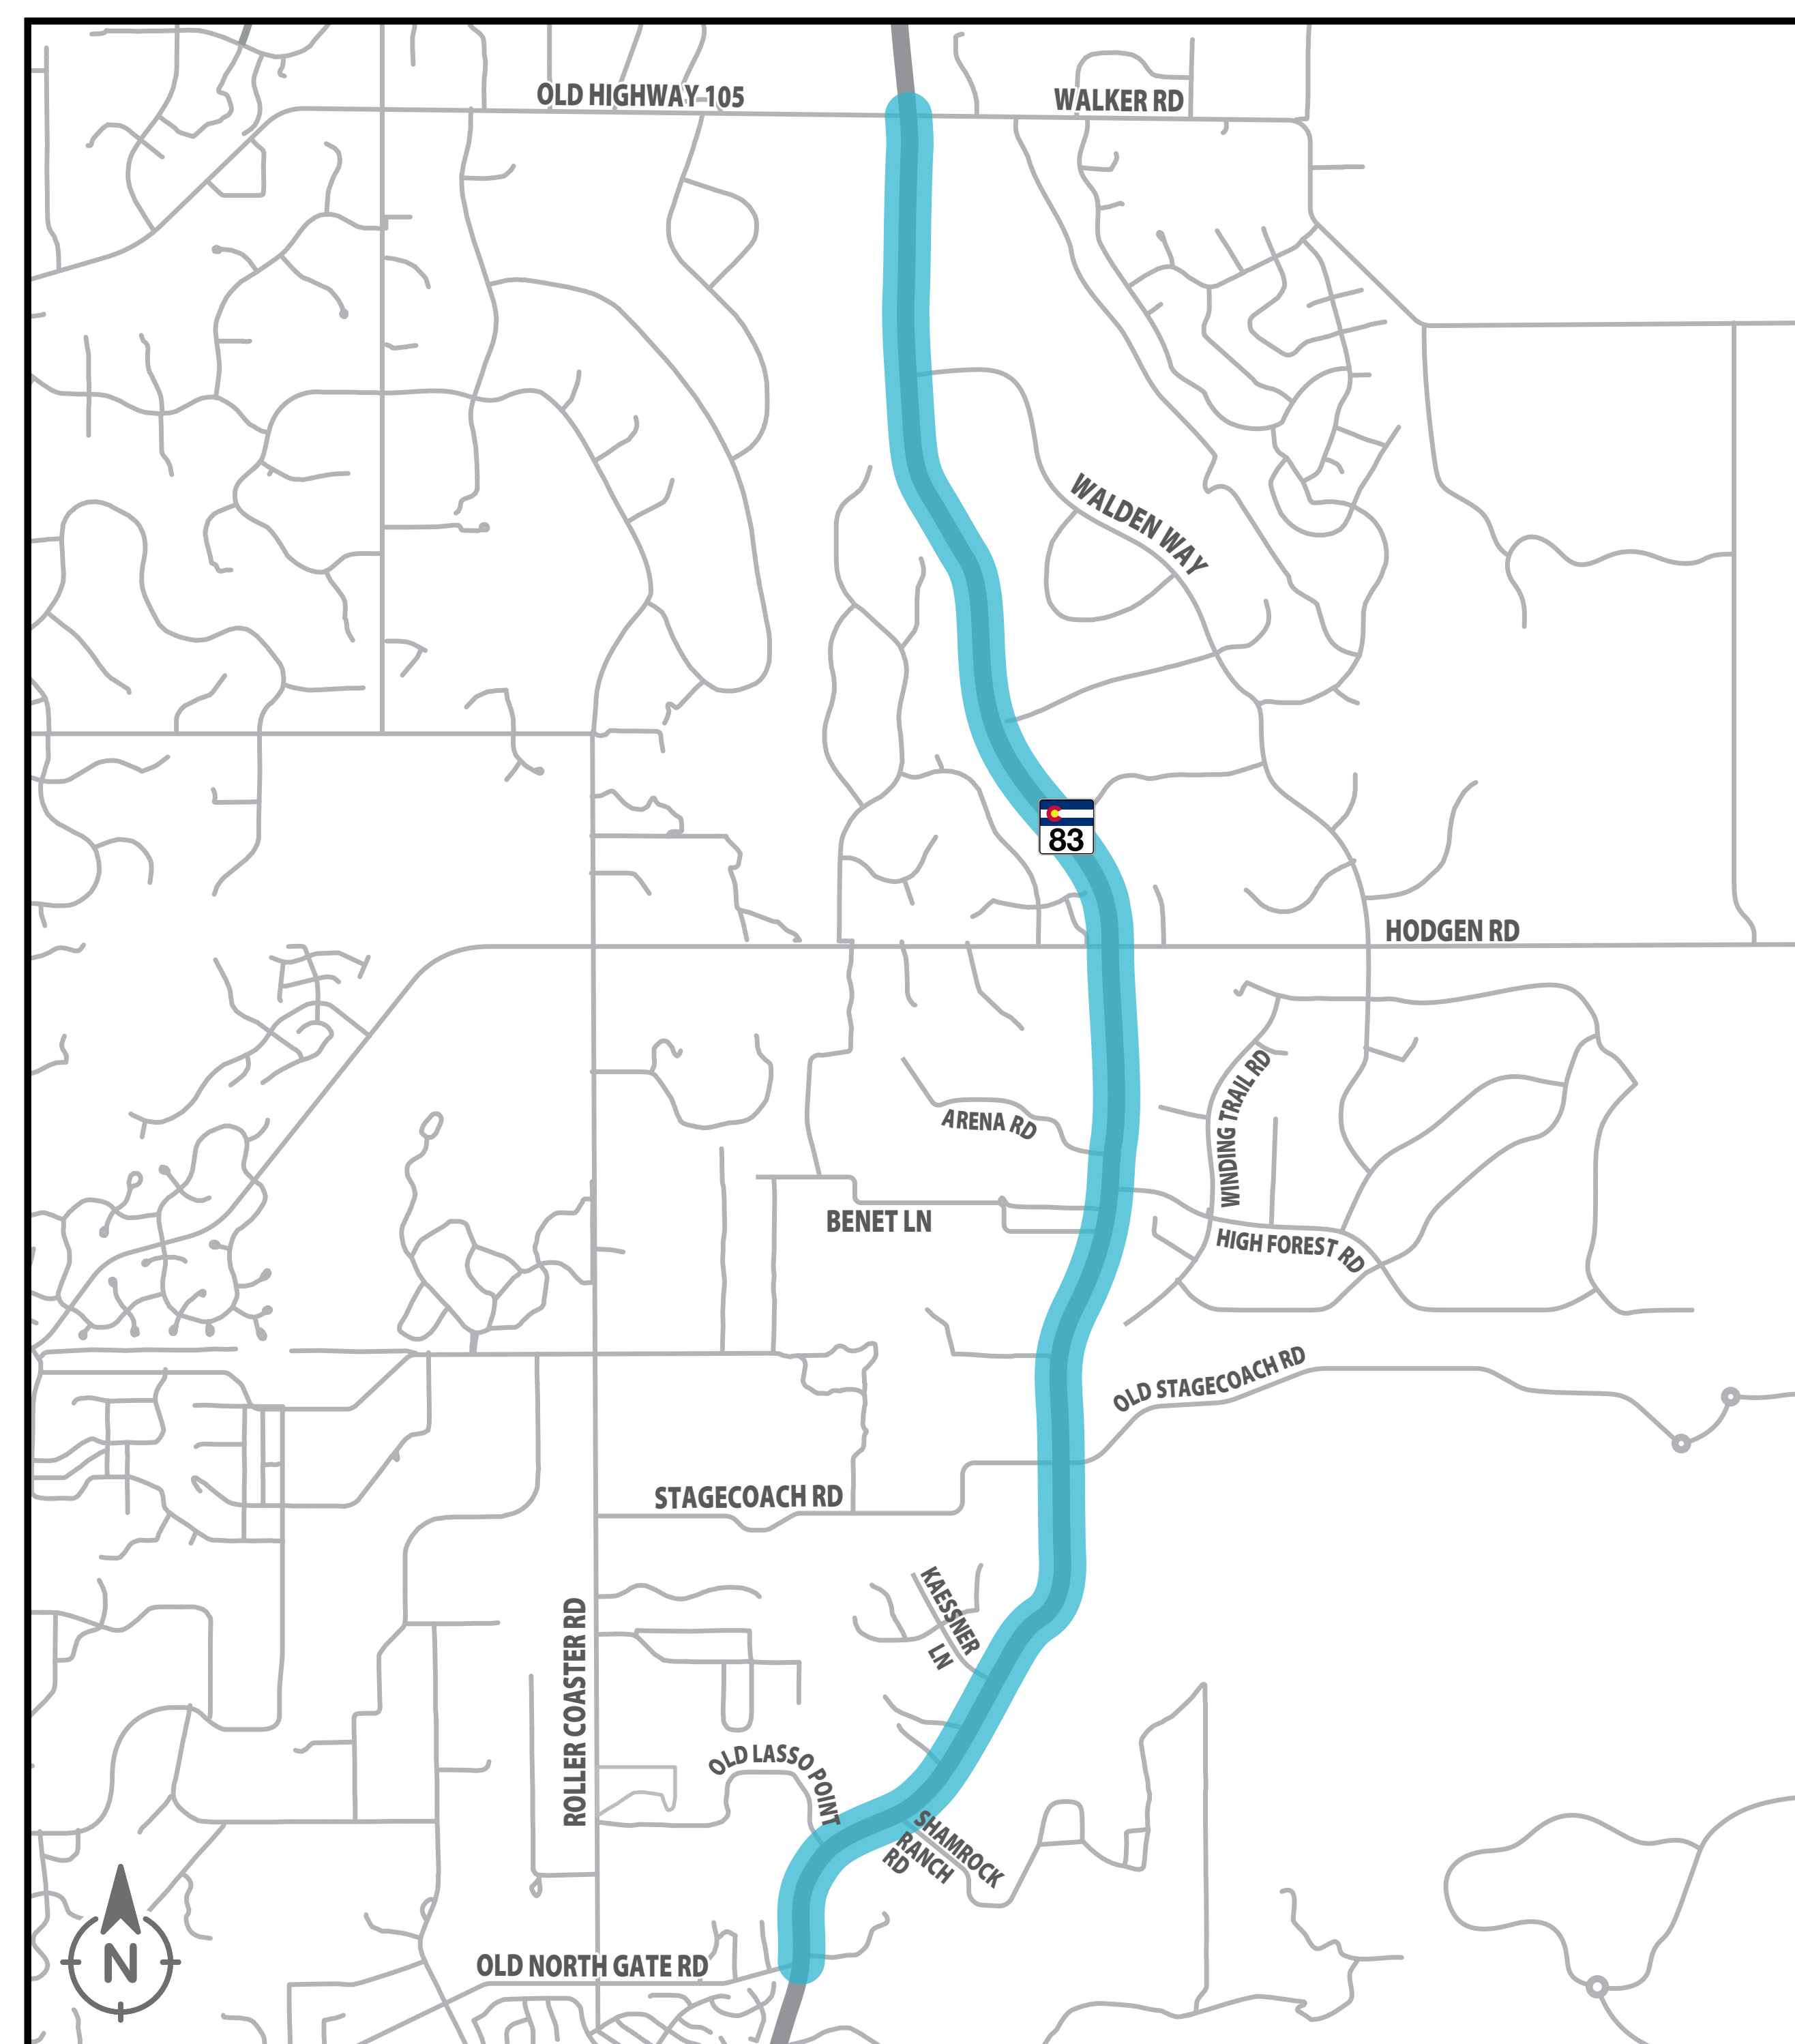 OLD HIGHWAY 105
WALKER RD
WALDEN WAY
83
HODGEN RD
WINDING TRAIL RD
ARENA RD
BENET LN
HIGH FOREST RD
OLD STAGECOACH RD
STAGECOACH RD
KAESSNER
LN
ROLLER COASTER RD
OLD LASSO POINT
SHAMROCK
RANCH
RD
N
OLD NORTH GATE RD